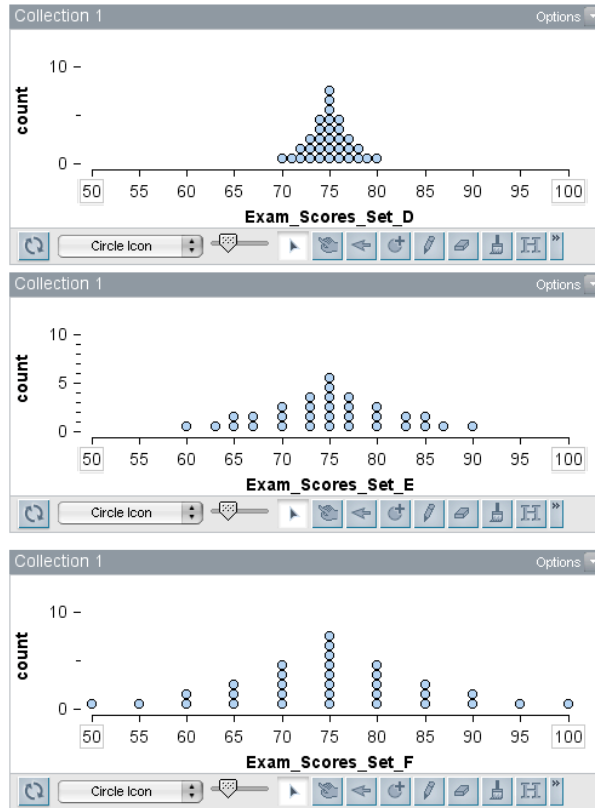 Collection 1 Options
10
count
0
50 55 60 65 70 75 80 85 90 95 100
Exam_Scores_Set_D
Circle Icon H »
Collection 1 Options
10
count
5
0
50 55 60 65 70 75 80 85 90 95 100
Exam_Scores_Set_E
Circle Icon H »
Collection 1 Options
10
count
0
50 55 60 65 70 75 80 85 90 95 100
Exam_Scores_Set_F
Circle Icon H »